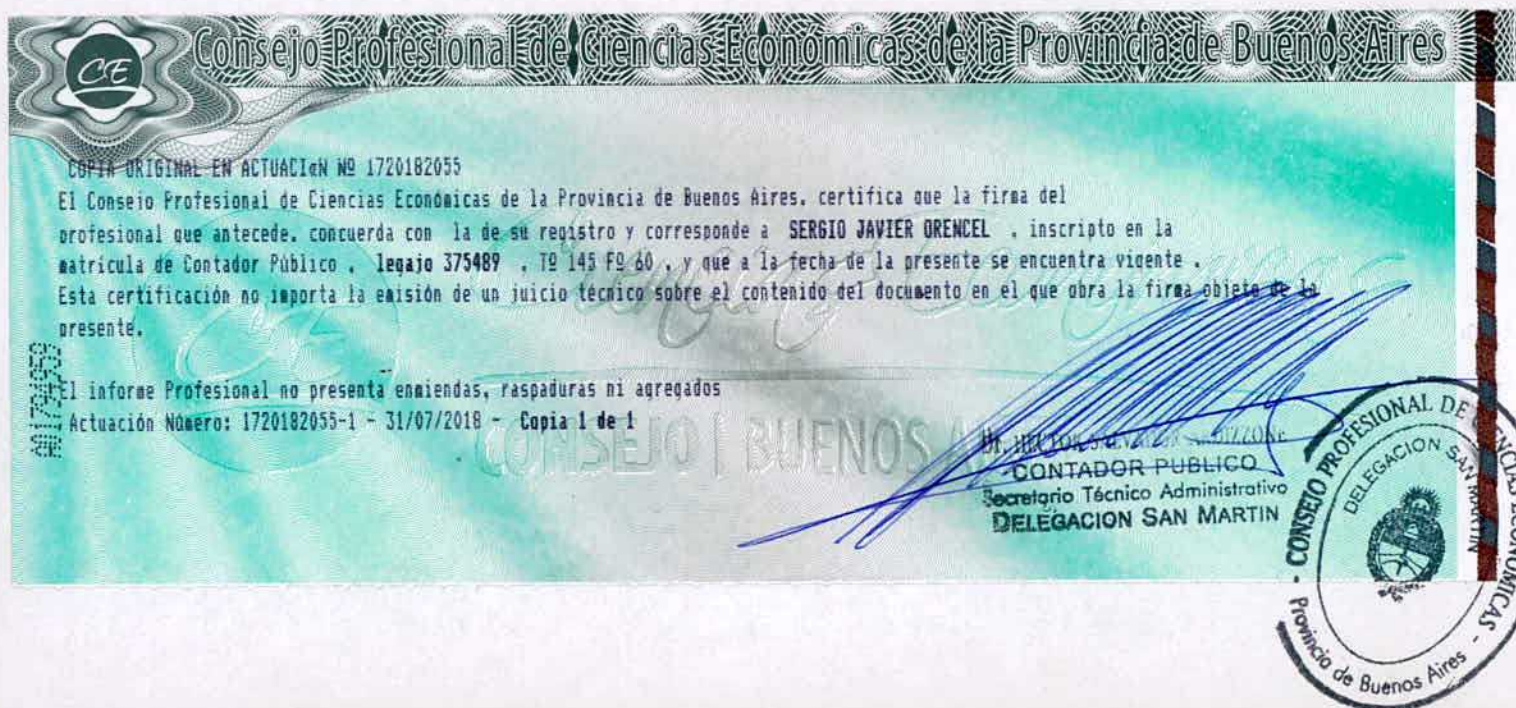 CE
Consejo Profesional de Ciencias Económicas de la Provincia de Buenos Aires
COPIA ORIGINAL EN ACTUACIóN Nº 1720182055
El Consejo Profesional de Ciencias Económicas de la Provincia de Buenos Aires. certifica que la firma del
profesional que antecede. concuerda con la de su registro y corresponde a SERGIO JAVIER ORENCEL . inscripto en la
matrícula de Contador Público . legajo 375489 . Tº 145 Fº 60 . y que a la fecha de la presente se encuentra vigente .
Esta certificación no importa la emisión de un juicio técnico sobre el contenido del documento en el que obra la firma objeto de la
presente.
El informe Profesional no presenta enmiendas, raspaduras ni agregados
Actuación Número: 1720182055-1 - 31/07/2018 - Copia 1 de 1
CONSEJO | BUENOS
Dr. HECTOR
CONTADOR PUBLICO
Secretario Técnico Administrativo
DELEGACION SAN MARTIN
CONSEJO PROFESIONAL DE CIENCIAS ECONOMICAS -
DELEGACION SAN MARTIN
Provincia de Buenos Aires